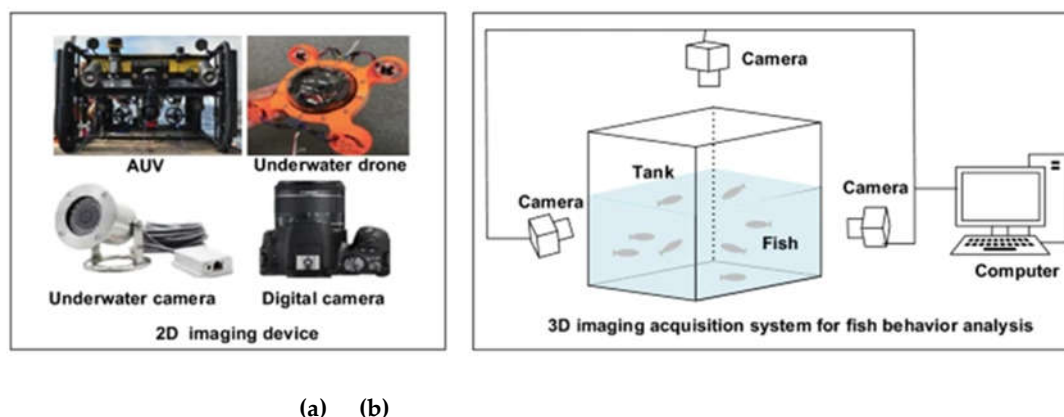 AUV
Underwater drone
Underwater camera
Digital camera
2D imaging device
Camera
Camera
Tank
Camera
Fish
Computer
3D imaging acquisition system for fish behavior analysis
(a) (b)